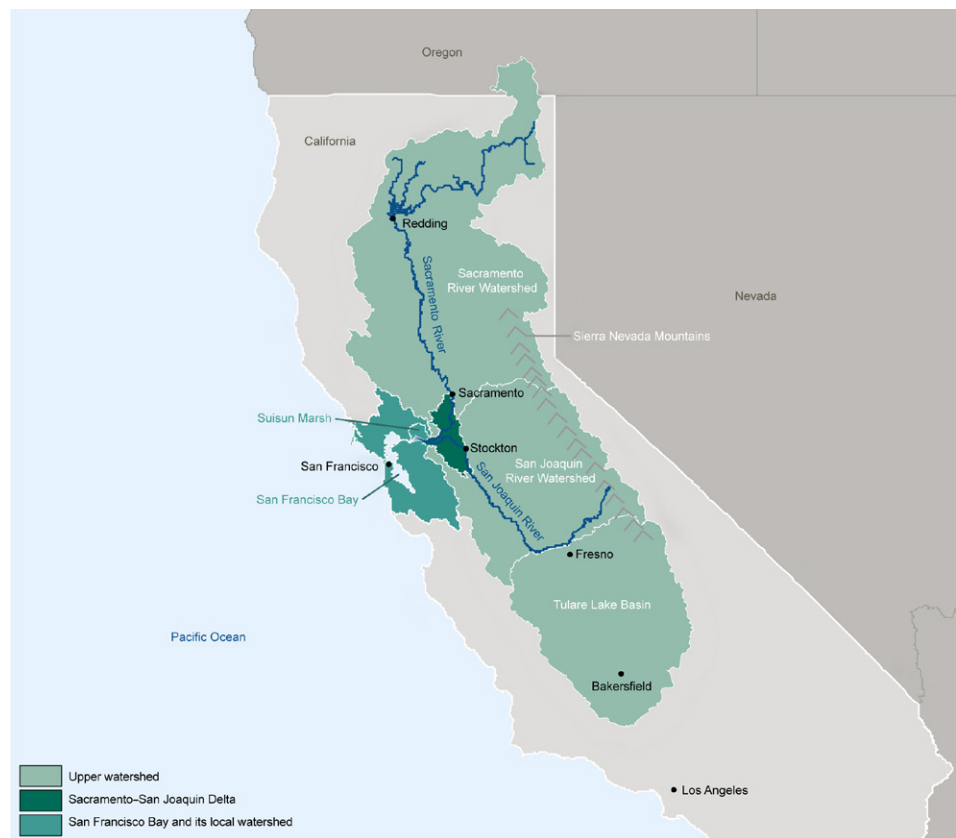 Oregon
California
Redding
Sacramento
River Watershed
Sacramento River
Nevada
Sierra Nevada Mountains
Sacramento
Suisun Marsh
Stockton
San Francisco
San Joaquin
River Watershed
San Francisco Bay
San Joaquin River
Fresno
Tulare Lake Basin
Pacific Ocean
Bakersfield
Upper watershed
Los Angeles
Sacramento–San Joaquin Delta
San Francisco Bay and its local watershed